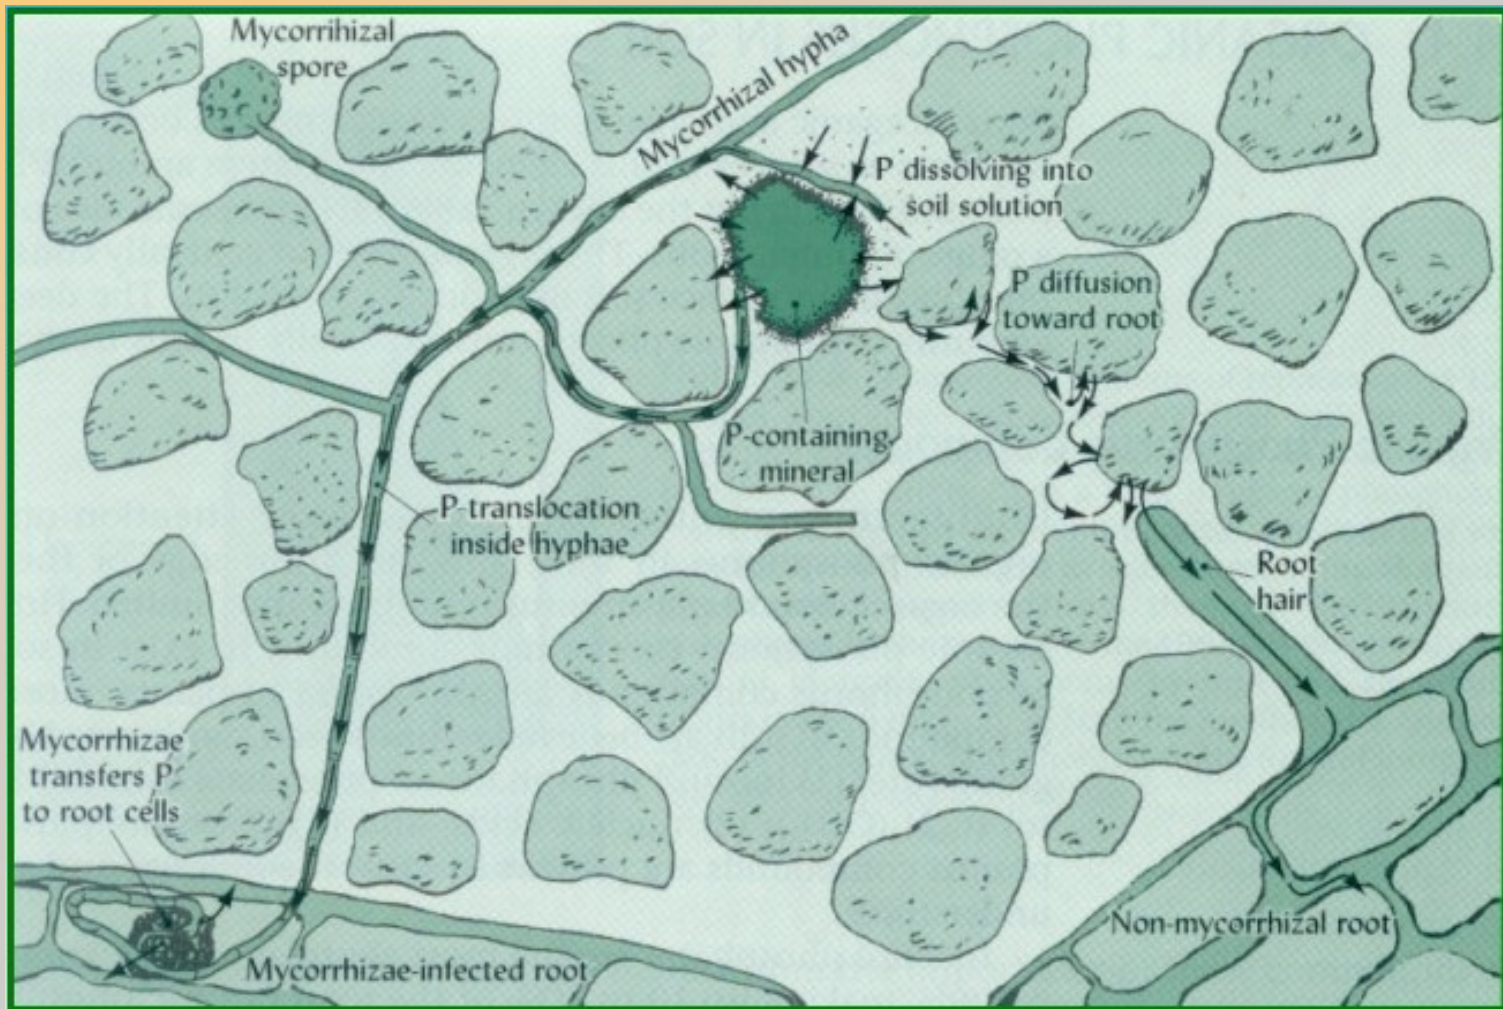 Mycorrihizal
spore
Mycorrhizal hypha
P dissolving into
soil solution
P diffusion
toward root
P-containing
mineral
P-translocation
inside hyphae
Root
hair
Mycorrhizae
transfers P
to root cells
Non-mycorrhizal root
Mycorrhizae-infected root